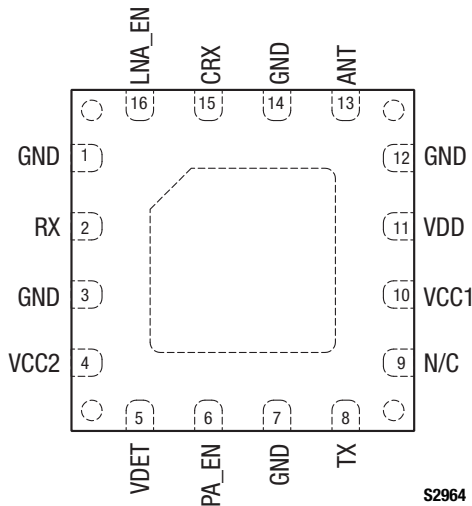 LNA_EN CRX GND ANT
16 15 14 13
GND 1 12 GND
RX 2 11 VDD
GND 3 10 VCC1
VCC2 4 9 N/C
5 6 7 8
VDET PA_EN GND TX
S2964